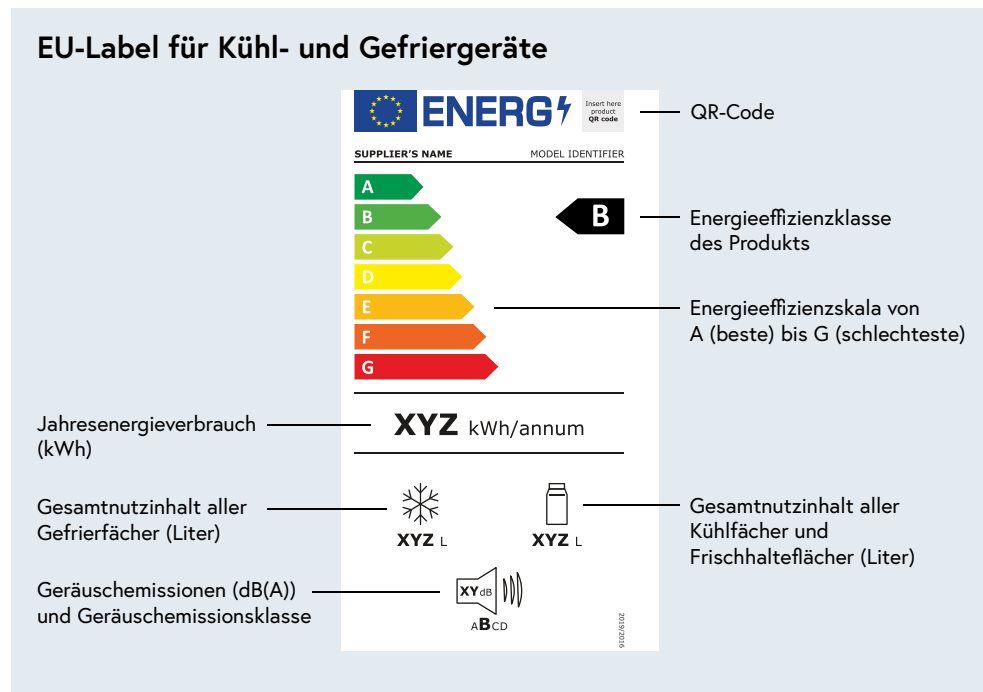 EU-Label für Kühl- und Gefriergeräte
ENERG
Insert here
product
QR code
QR-Code
SUPPLIER'S NAME
MODEL IDENTIFIER
A
B
C
D
E
F
G
B
Energieeffizienzklasse
des Produkts
Energieeffizienzskala von
A (beste) bis G (schlechteste)
Jahresenergieverbrauch
(kWh)
XYZ kWh/annum
Gesamtnutzinhalt aller
Gefrierfächer (Liter)
XYZ L
XYZ L
Gesamtnutzinhalt aller
Kühlfächer und
Frischhalteflächer (Liter)
Geräuschemissionen (dB(A))
und Geräuschemissionsklasse
XY dB
ABCD
2019/2016